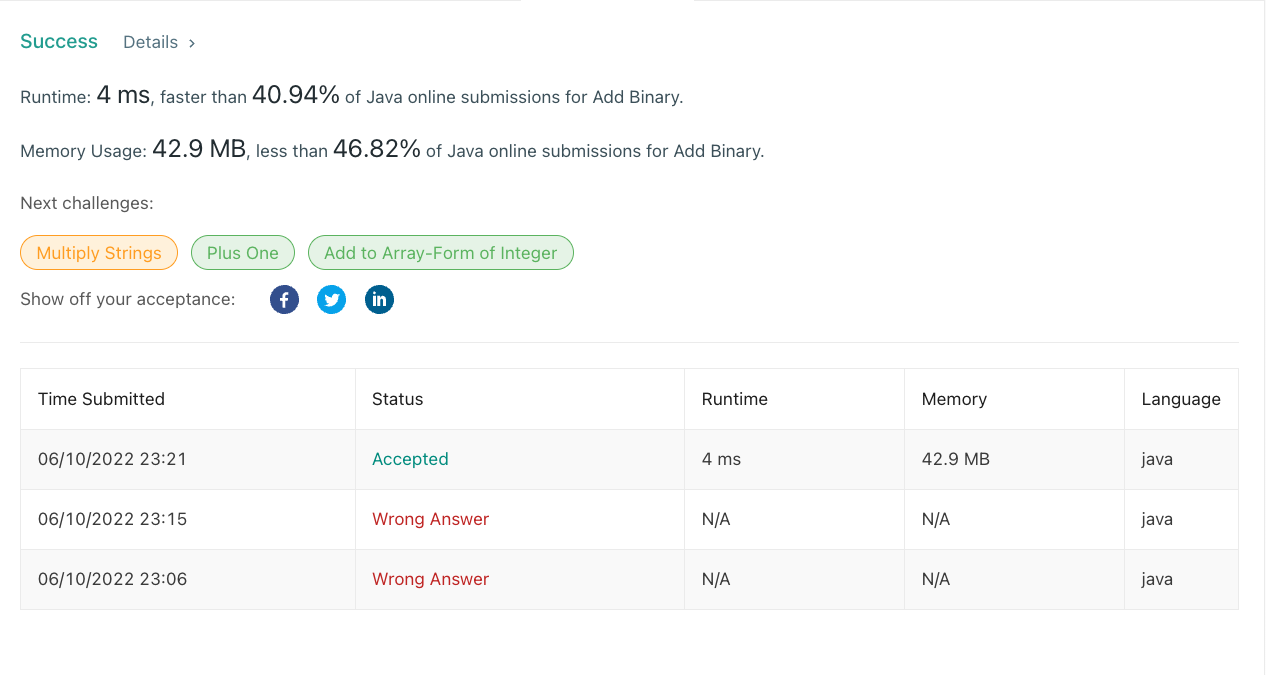 Success Details >
Runtime: 4 ms, faster than 40.94% of Java online submissions for Add Binary.
Memory Usage: 42.9 MB, less than 46.82% of Java online submissions for Add Binary.
Next challenges:
Multiply Strings Plus One Add to Array-Form of Integer
Show off your acceptance: f in
Time Submitted Status Runtime Memory Language
06/10/2022 23:21 Accepted 4 ms 42.9 MB java
06/10/2022 23:15 Wrong Answer N/A N/A java
06/10/2022 23:06 Wrong Answer N/A N/A java